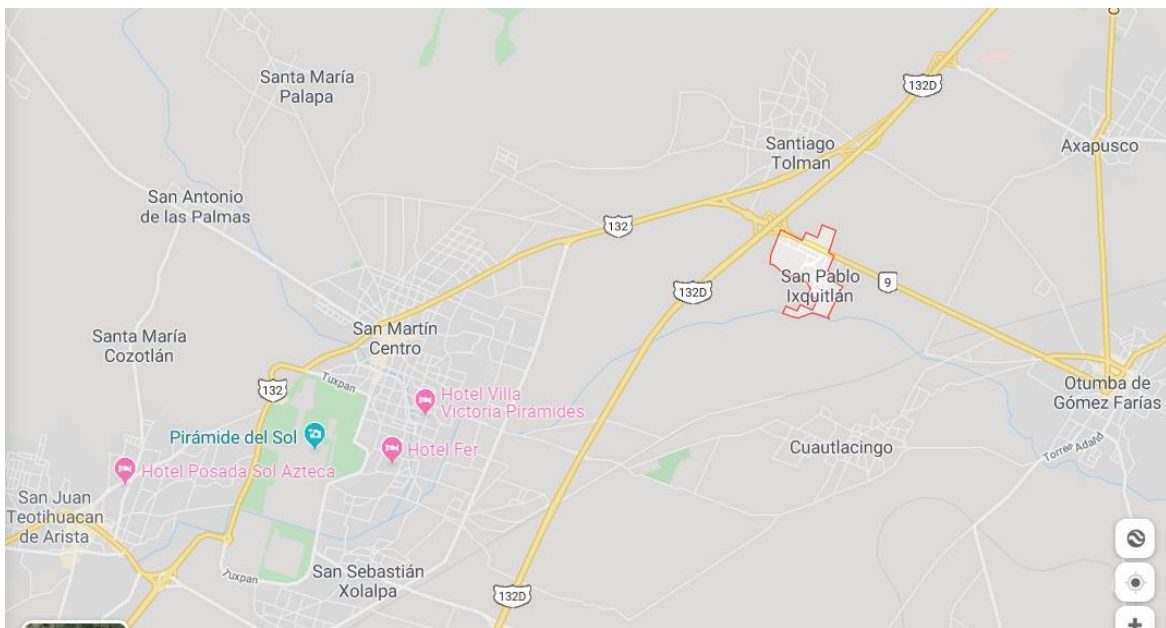 Santa María
Palapa
132D
Santiago
Tolman
Axapusco
San Antonio
de las Palmas
132
132D
San Pablo
Ixquitlán
9
Santa María
Cozotlán
San Martín
Centro
132
Tuxpan
Hotel Villa
Victoria Pirámides
Otumba de
Gómez Farías
Pirámide del Sol
Hotel Fer
Cuautlacingo
Hotel Posada Sol Azteca
San Juan
Teotihuacan
de Arista
Tuxpan
San Sebastián
Xolalpa
132D